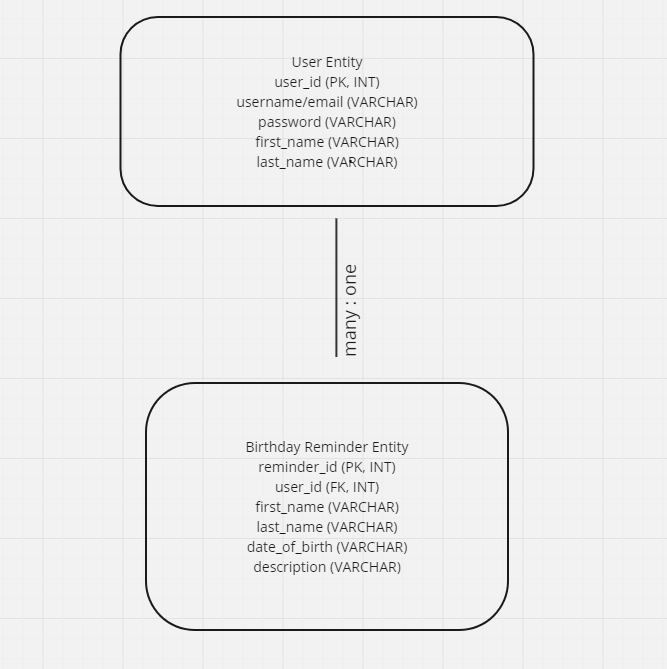 User Entity
user_id (PK, INT)
username/email (VARCHAR)
password (VARCHAR)
first_name (VARCHAR)
last_name (VARCHAR)
many : one
Birthday Reminder Entity
reminder_id (PK, INT)
user_id (FK, INT)
first_name (VARCHAR)
last_name (VARCHAR)
date_of_birth (VARCHAR)
description (VARCHAR)